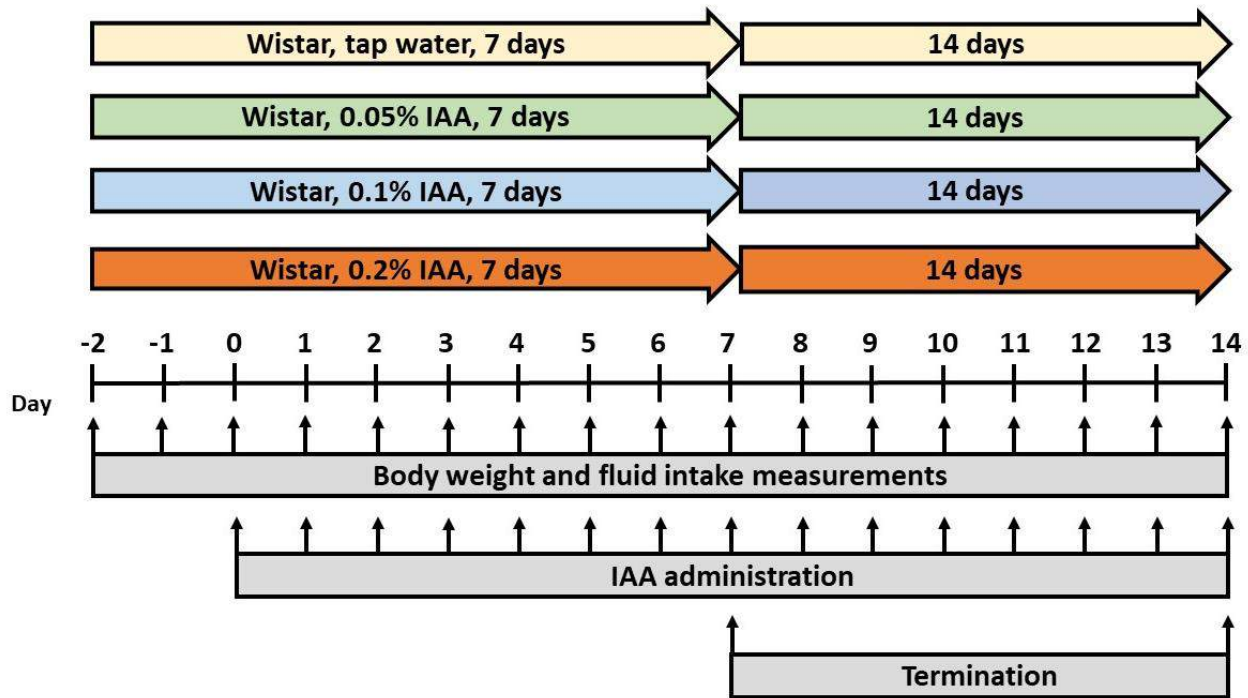 Wistar, tap water, 7 days 14 days
Wistar, 0.05% IAA, 7 days 14 days
Wistar, 0.1% IAA, 7 days 14 days
Wistar, 0.2% IAA, 7 days 14 days
-2 -1 0 1 2 3 4 5 6 7 8 9 10 11 12 13 14
Day
Body weight and fluid intake measurements
IAA administration
Termination